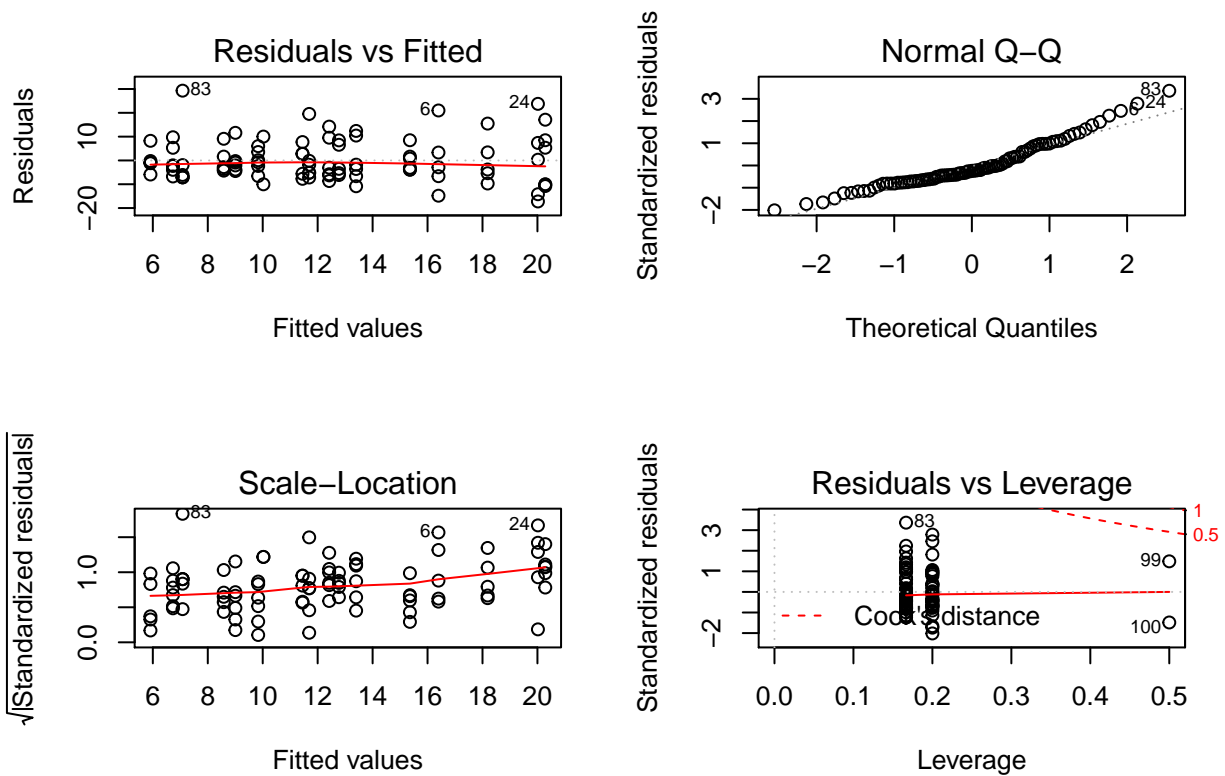 Residuals vs Fitted
Residuals
10
−20
83
6
24
6 8 10 12 14 16 18 20
Fitted values
Normal Q−Q
Standardized residuals
3
1
−2
83
6 24
−2 −1 0 1 2
Theoretical Quantiles
Scale−Location
√|Standardized residuals|
1.0
0.0
83
6
24
6 8 10 12 14 16 18 20
Fitted values
Residuals vs Leverage
Standardized residuals
3
1
−2
83
1
0.5
99
100
Cook's distance
0.0 0.1 0.2 0.3 0.4 0.5
Leverage